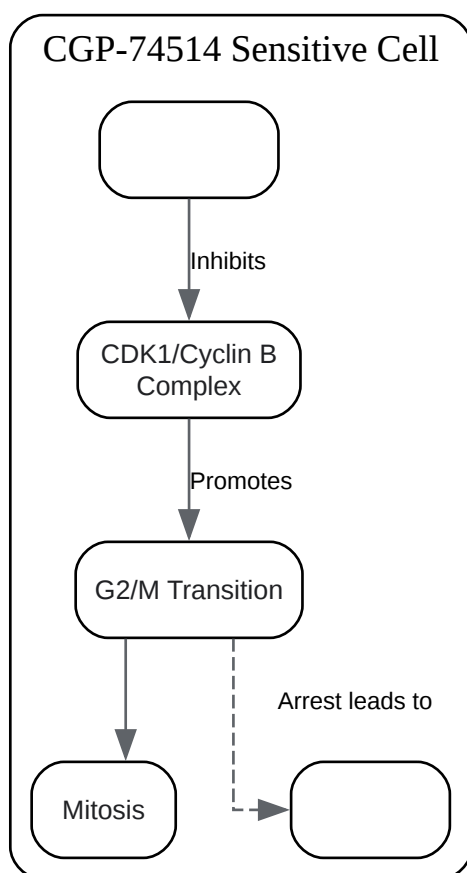 CGP-74514 Sensitive Cell
Inhibits
CDK1/Cyclin B
Complex
Promotes
G2/M Transition
Arrest leads to
Mitosis